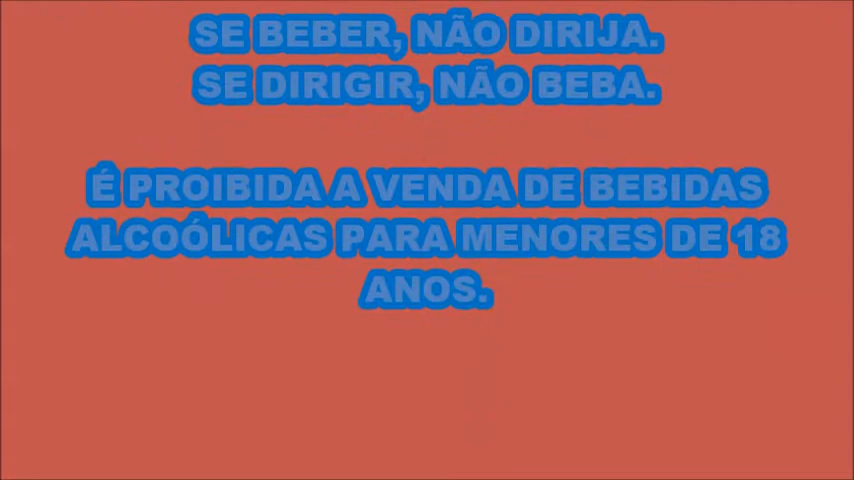 SE BEBER, NÃO DIRIJA.
SE DIRIGIR, NÃO BEBA.
É PROIBIDA A VENDA DE BEBIDAS
ALCOÓLICAS PARA MENORES DE 18
ANOS.